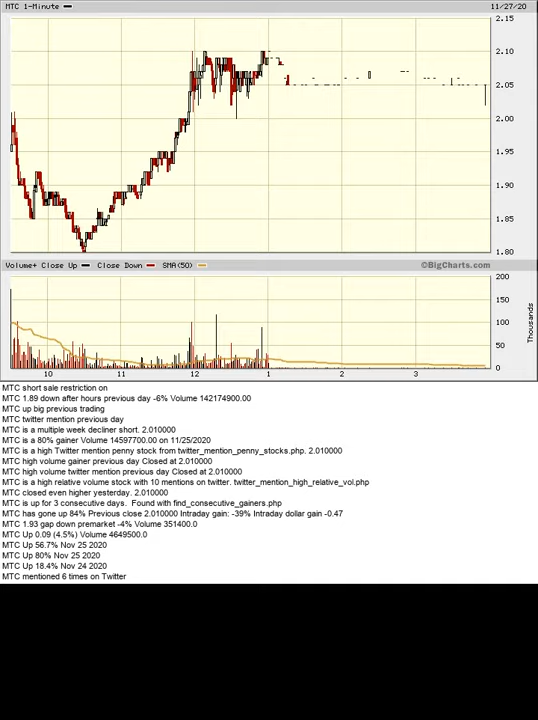 MTC 1-Minute 11/27/20
2.15
2.10
2.05
2.00
1.95
1.90
1.85
1.80
10 11 12 1 2 3
Volume+ Close Up Close Down SMA(50) ©BigCharts.com
200
150
100
50
0
Thousands
10 11 12 1 2 3
MTC short sale restriction on
MTC 1.89 down after hours previous day -6% Volume 142174900.00
MTC up big previous trading
MTC twitter mention previous day
MTC is a multiple week decliner short. 2.010000
MTC is a 80% gainer Volume 14597700.00 on 11/25/2020
MTC is a high Twitter mention penny stock from twitter_mention_penny_stocks.php. 2.010000
MTC high volume gainer previous day Closed at 2.010000
MTC high volume twitter mention previous day Closed at 2.010000
MTC is a high relative volume stock with 10 mentions on twitter. twitter_mention_high_relative_vol.php
MTC closed even higher yesterday. 2.010000
MTC is up for 3 consecutive days.  Found with find_consecutive_gainers.php
MTC has gone up 84% Previous close 2.010000 Intraday gain: -39% Intraday dollar gain -0.47
MTC 1.93 gap down premarket -4% Volume 351400.0
MTC Up 0.09 (4.5%) Volume 4649500.0
MTC Up 56.7% Nov 25 2020
MTC Up 80% Nov 25 2020
MTC Up 18.4% Nov 24 2020
MTC mentioned 6 times on Twitter